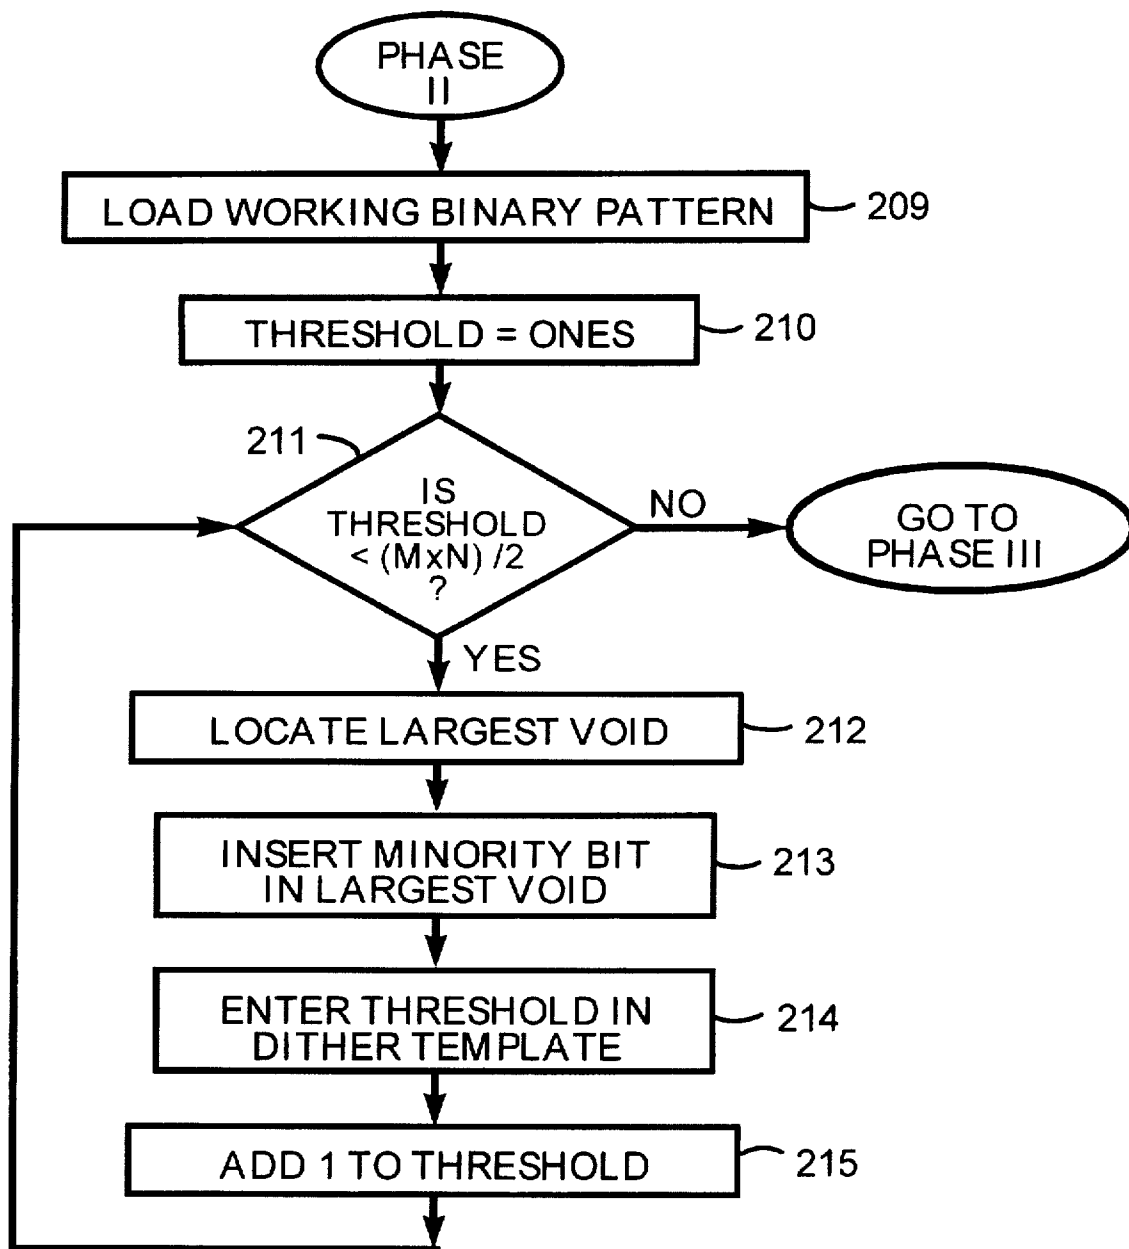 PHASE
II
LOAD WORKING BINARY PATTERN
209
THRESHOLD = ONES
210
211
IS
THRESHOLD
< (MxN) /2
?
NO
GO TO
PHASE III
YES
LOCATE LARGEST VOID
212
INSERT MINORITY BIT
IN LARGEST VOID
213
ENTER THRESHOLD IN
DITHER TEMPLATE
214
ADD 1 TO THRESHOLD
215